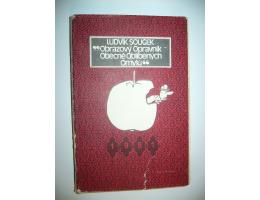 LUDVÍK SOUČEK
Obrazový Opravník
Obecně Oblíbených
Omylů